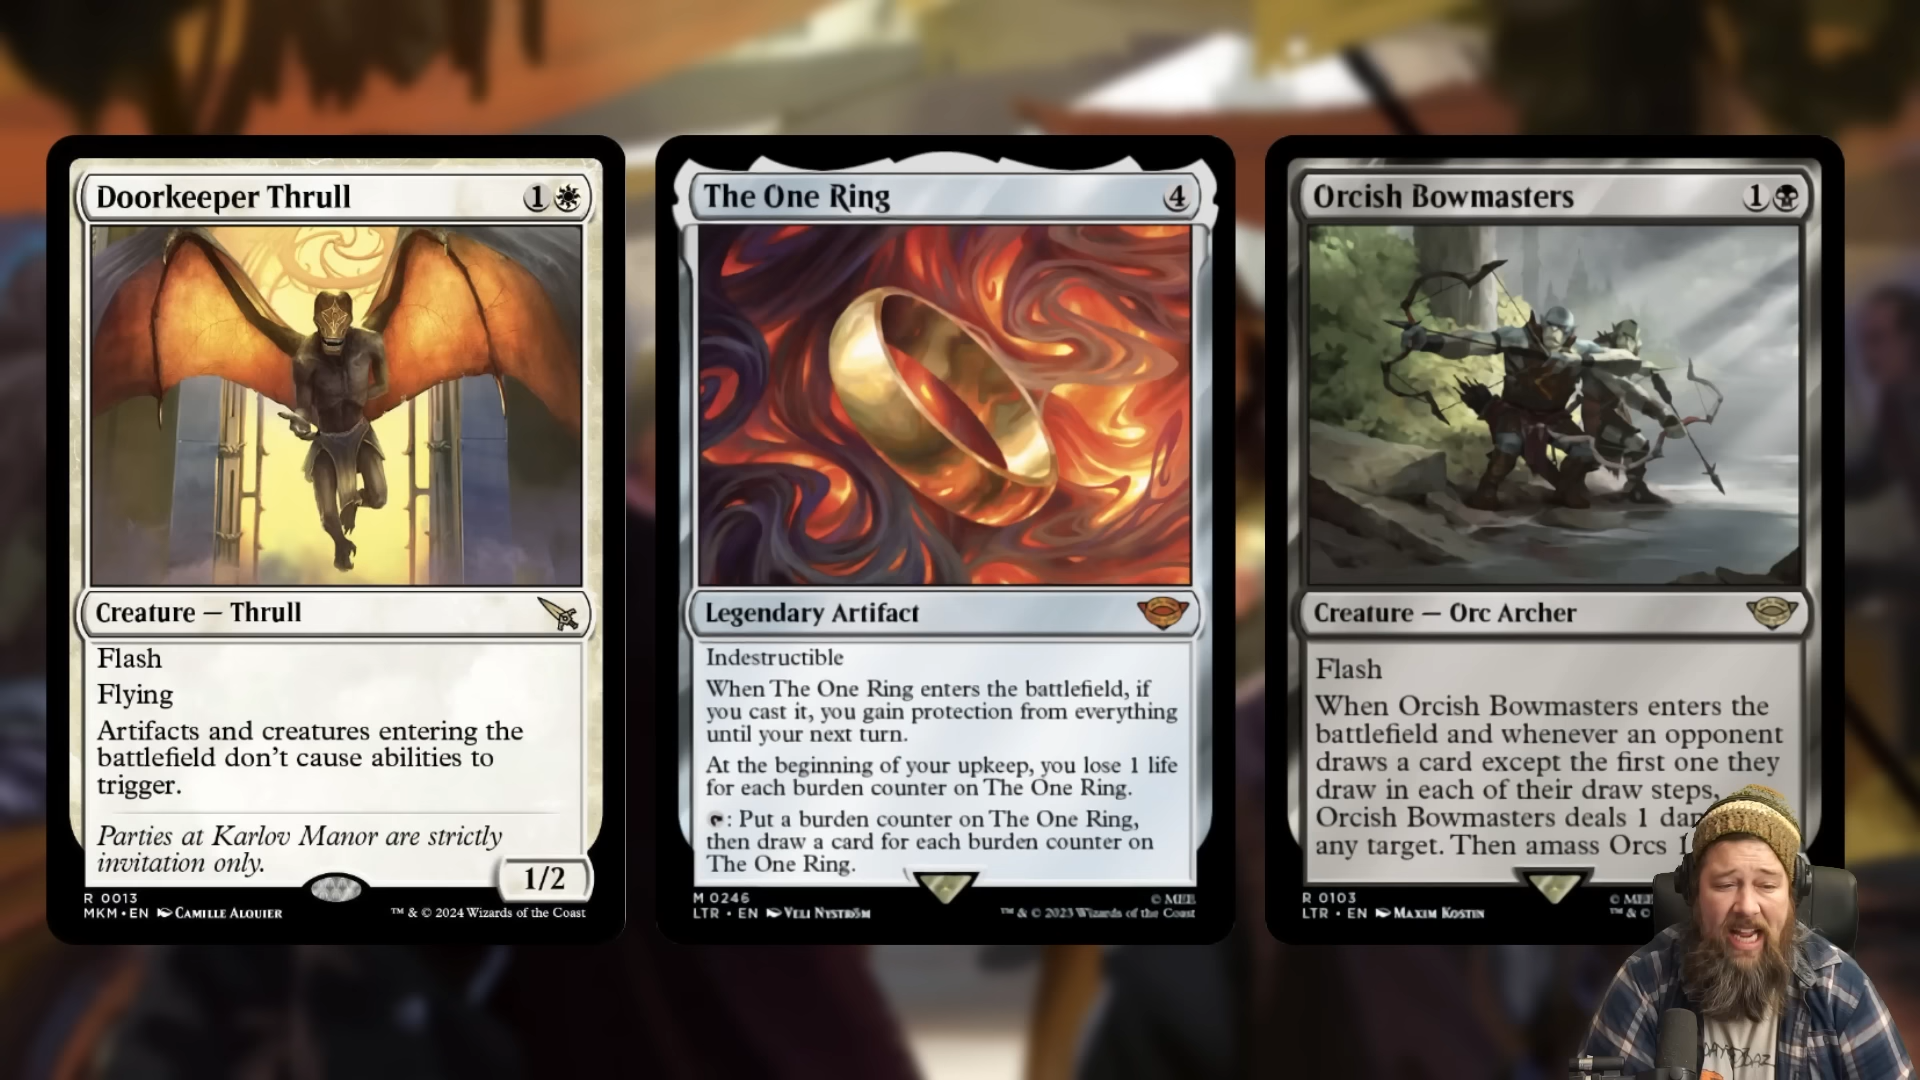 Doorkeeper Thrull 1
Creature — Thrull
Flash
Flying
Artifacts and creatures entering the
battlefield don't cause abilities to
trigger.
Parties at Karlov Manor are strictly
invitation only.
1/2
R 0013
MKM • EN CAMILLE ALQUIER
™ & © 2024 Wizards of the Coast
The One Ring 4
Legendary Artifact
Indestructible
When The One Ring enters the battlefield, if
you cast it, you gain protection from everything
until your next turn.
At the beginning of your upkeep, you lose 1 life
for each burden counter on The One Ring.
: Put a burden counter on The One Ring,
then draw a card for each burden counter on
The One Ring.
M 0246
LTR • EN VELI NYSTRÖM
© MEE
™ & © 2023 Wizards of the Coast
Orcish Bowmasters 1
Creature — Orc Archer
Flash
When Orcish Bowmasters enters the
battlefield and whenever an opponent
draws a card except the first one they
draw in each of their draw steps,
Orcish Bowmasters deals 1
any target. Then amass Orcs 1
R 0103
LTR • EN MAXIM KOSTIN
©
™ & ©